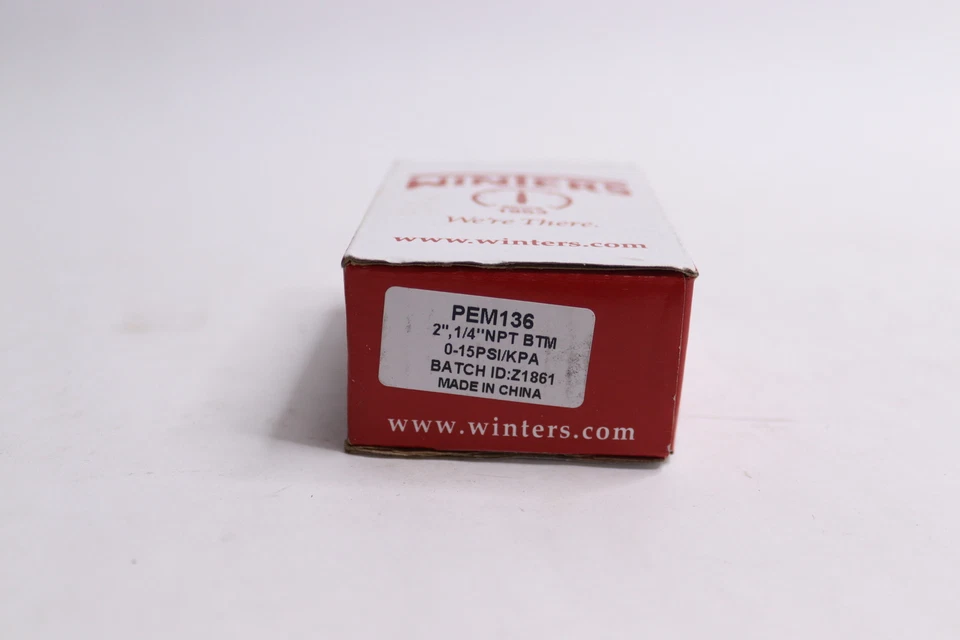 WINTERS
1953
We're There.
www.winters.com
PEM136
2",1/4"NPT BTM
0-15PSI/KPA
BATCH ID:Z1861
MADE IN CHINA
www.winters.com